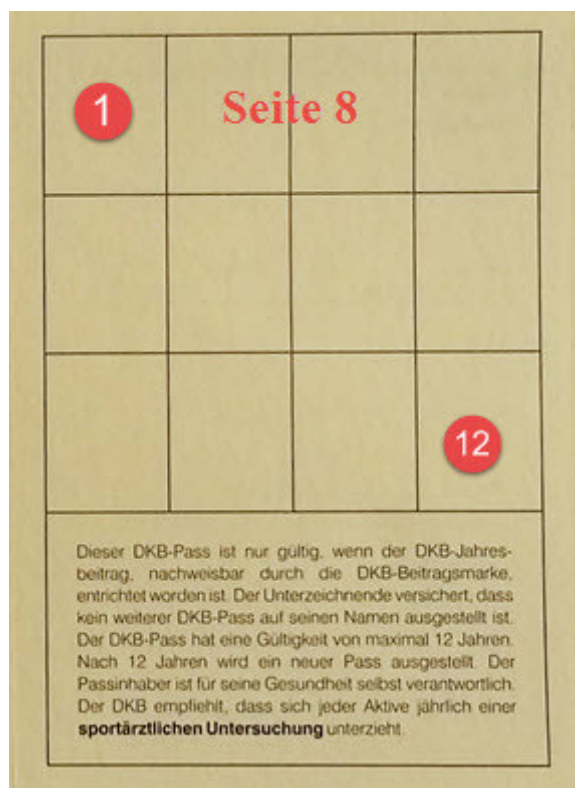 1
Seite 8
12
Dieser DKB-Pass ist nur gültig, wenn der DKB-Jahres-
beitrag, nachweisbar durch die DKB-Beitragsmarke,
entrichtet worden ist. Der Unterzeichnende versichert, dass
kein weiterer DKB-Pass auf seinen Namen ausgestellt ist.
Der DKB-Pass hat eine Gültigkeit von maximal 12 Jahren.
Nach 12 Jahren wird ein neuer Pass ausgestellt. Der
Passinhaber ist für seine Gesundheit selbst verantwortlich.
Der DKB empfiehlt, dass sich jeder Aktive jährlich einer
sportärztlichen Untersuchung unterzieht.